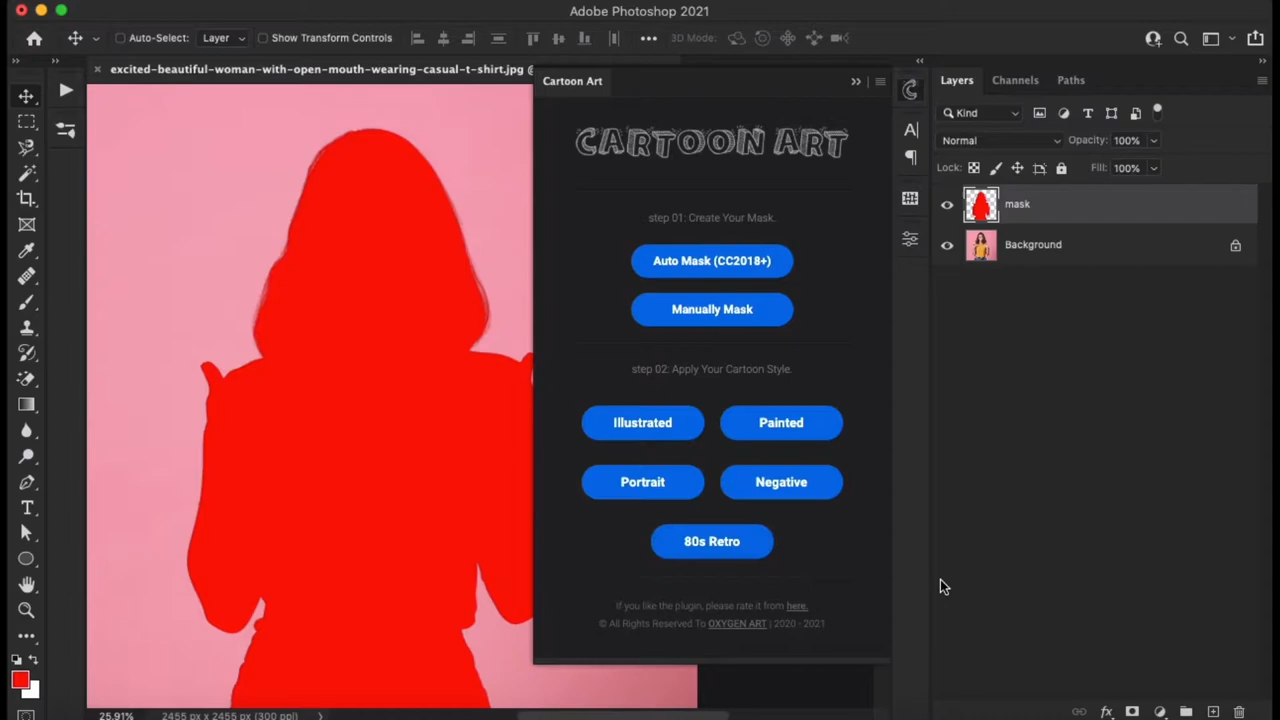 Adobe Photoshop 2021
Auto-Select: Layer Show Transform Controls 3D Mode:
excited-beautiful-woman-with-open-mouth-wearing-casual-t-shirt.jpg @
Cartoon Art
CARTOON ART
step 01: Create Your Mask.
Auto Mask (CC2018+)
Manually Mask
step 02: Apply Your Cartoon Style.
Illustrated Painted
Portrait Negative
80s Retro
If you like the plugin, please rate it from here.
© All Rights Reserved To OXYGEN ART | 2020 - 2021
Layers Channels Paths
Kind
Normal Opacity: 100%
Lock: Fill: 100%
mask
Background
25.91% 2455 px x 2455 px (300 ppi)